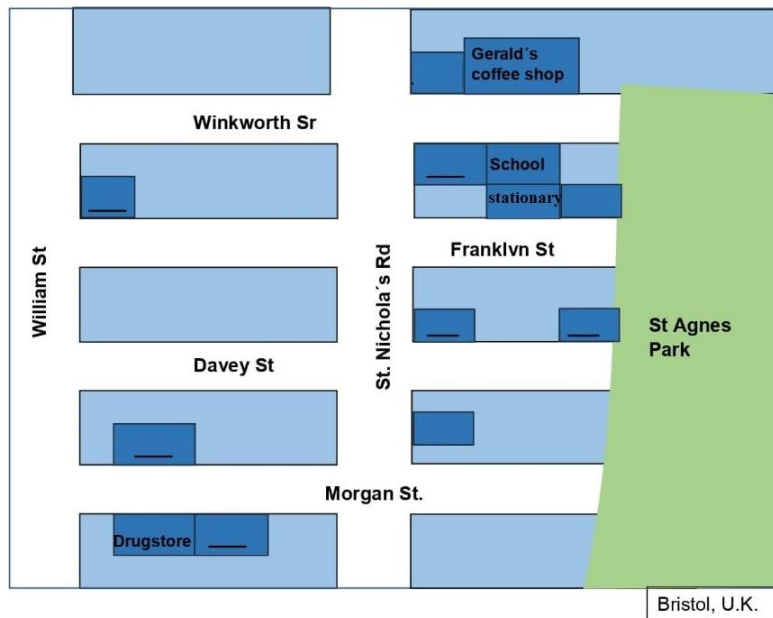 Gerald´s
coffee shop
Winkworth Sr
School
stationary
Franklvn St
William St
St. Nichola´s Rd
St Agnes
Park
Davey St
Morgan St.
Drugstore
Bristol, U.K.